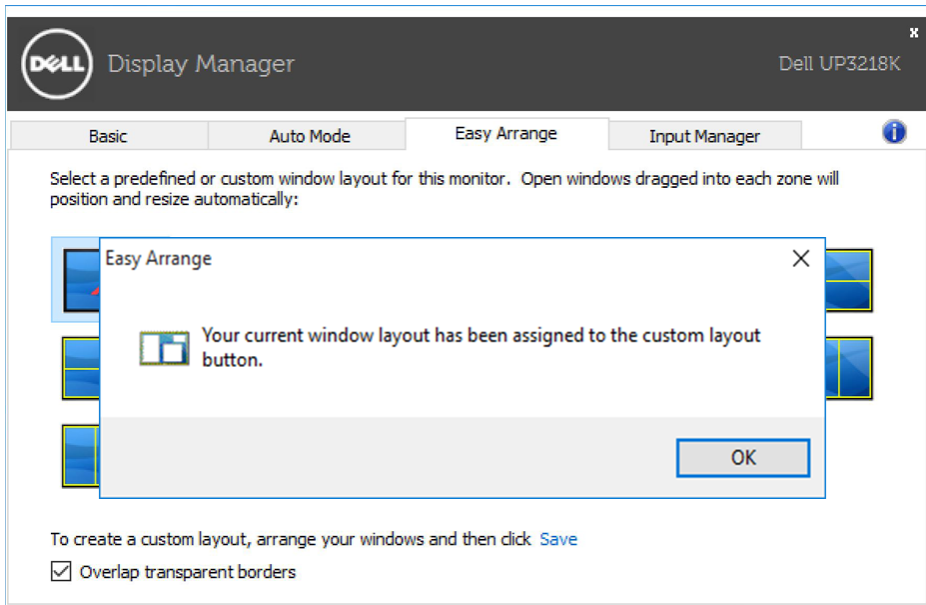 DELL
Display Manager
x
Dell UP3218K
Basic
Auto Mode
Easy Arrange
Input Manager
i
Select a predefined or custom window layout for this monitor. Open windows dragged into each zone will
position and resize automatically:
Easy Arrange
Your current window layout has been assigned to the custom layout
button.
OK
To create a custom layout, arrange your windows and then click Save
Overlap transparent borders